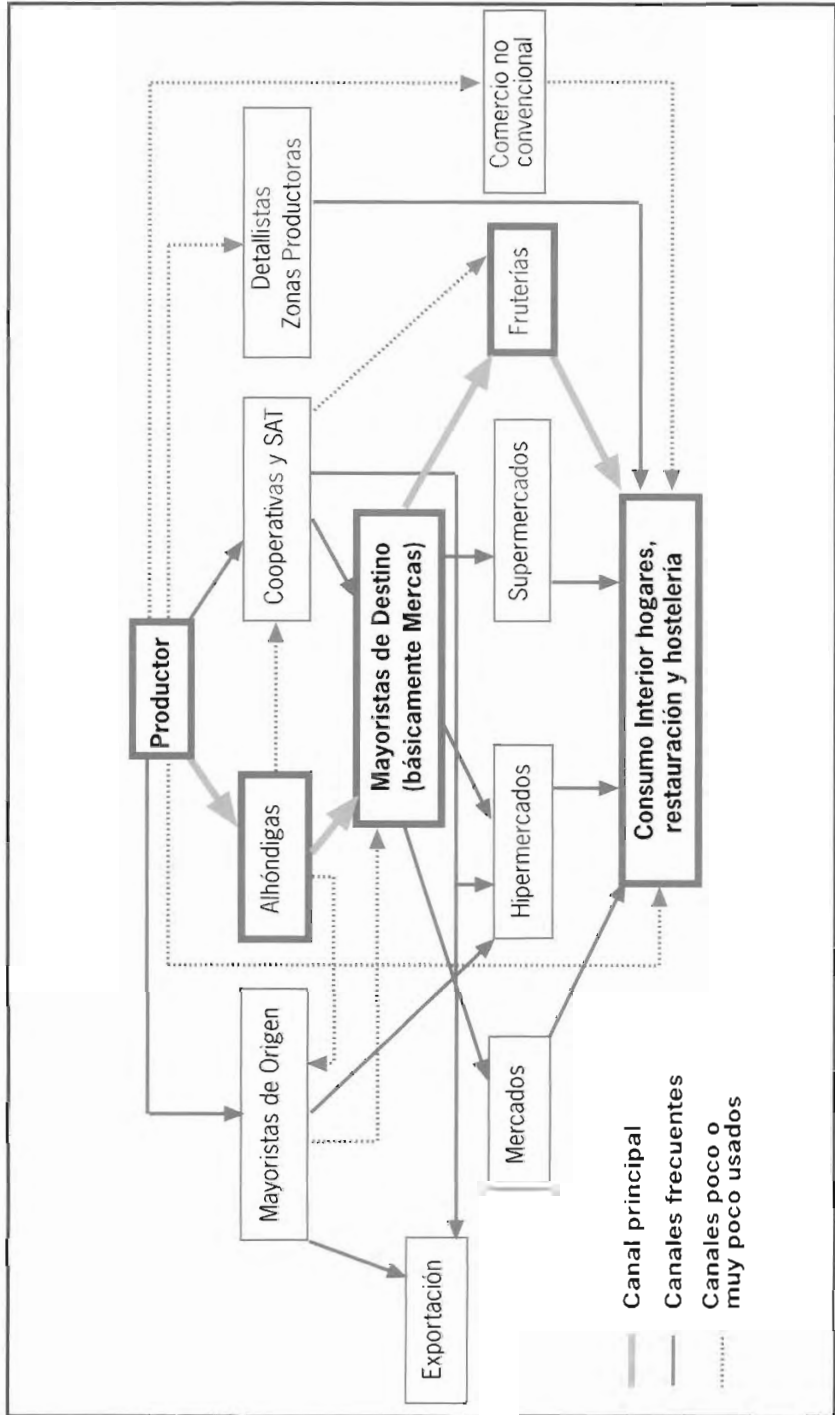 Productor
Alhóndigas
Cooperativas y SAT
Mayoristas de Origen
Detallistas
Zonas Productoras
Mayoristas de Destino
(básicamente Mercas)
Exportación
Mercados
Hipermercados
Supermercados
Fruterías
Comercio no
convencional
Consumo Interior hogares,
restauración y hostelería
Canal principal
Canales frecuentes
Canales poco o
muy poco usados